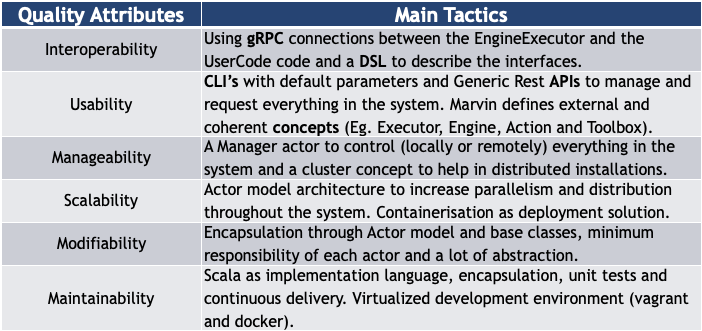 Quality Attributes
Main Tactics
Interoperability
Using gRPC connections between the EngineExecutor and the
UserCode code and a DSL to describe the interfaces.
Usability
CLI's with default parameters and Generic Rest APIs to manage and
request everything in the system. Marvin defines external and
coherent concepts (Eg. Executor, Engine, Action and Toolbox).
Manageability
A Manager actor to control (locally or remotely) everything in the
system and a cluster concept to help in distributed installations.
Scalability
Actor model architecture to increase parallelism and distribution
throughout the system. Containerisation as deployment solution.
Modifiability
Encapsulation through Actor model and base classes, minimum
responsibility of each actor and a lot of abstraction.
Maintainability
Scala as implementation language, encapsulation, unit tests and
continuous delivery. Virtualized development environment (vagrant
and docker).